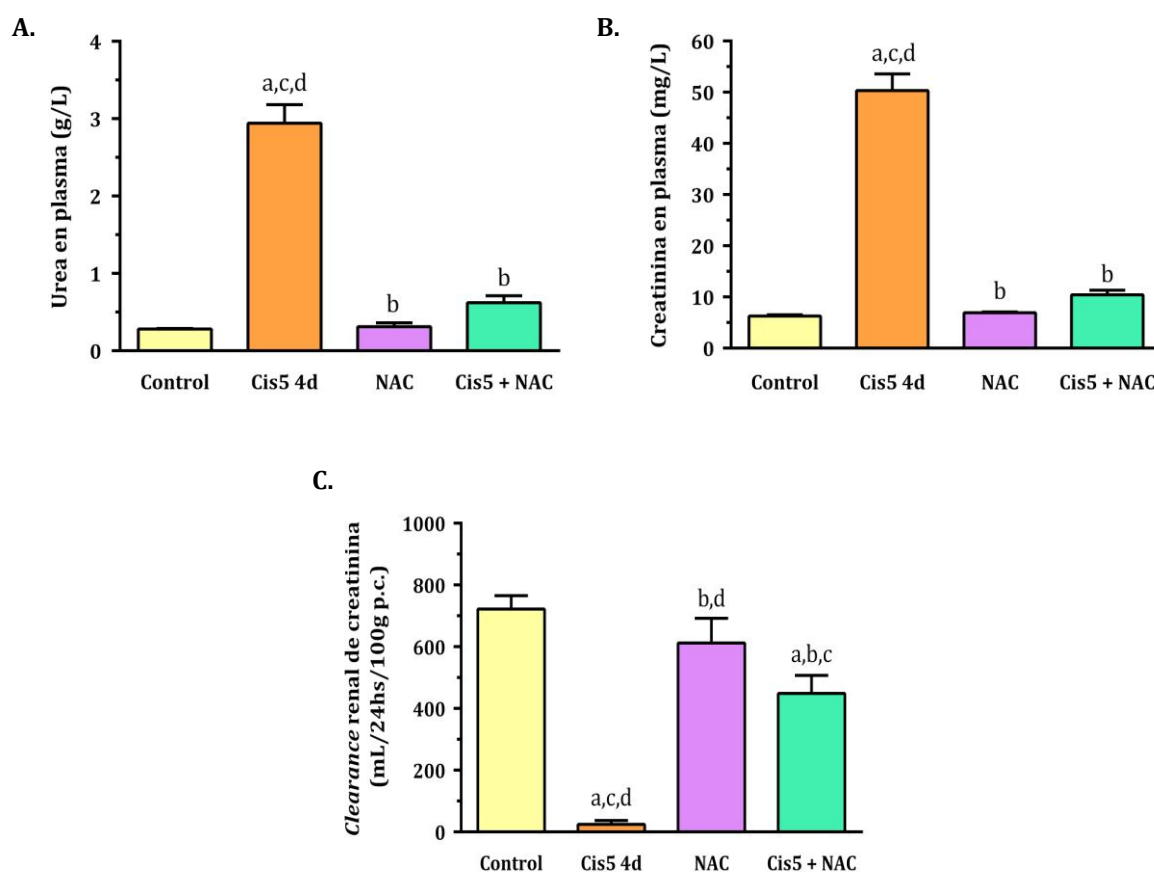 A.
Urea en plasma (g/L)
4
3
2
1
0
a,c,d
b
b
Control Cis5 4d NAC Cis5 + NAC
B.
Creatinina en plasma (mg/L)
60
50
40
30
20
10
0
a,c,d
b
b
Control Cis5 4d NAC Cis5 + NAC
C.
Clearance renal de creatinina
(mL/24hs/100g p.c.)
1000
800
600
400
200
0
a,c,d
b,d
a,b,c
Control Cis5 4d NAC Cis5 + NAC